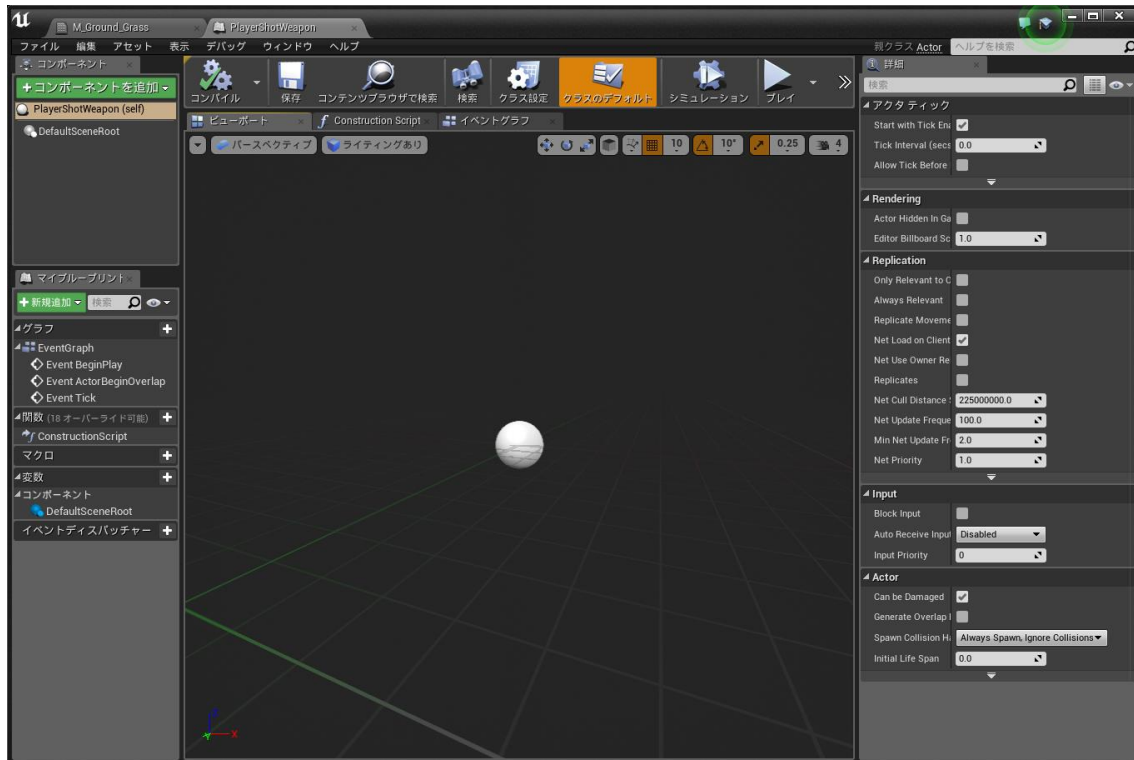 M_Ground_Grass
PlayerShotWeapon
ファイル 編集 アセット 表示 デバッグ ウィンドウ ヘルプ
親クラス Actor ヘルプを検索
コンポーネント
+コンポーネントを追加
PlayerShotWeapon (self)
DefaultSceneRoot
コンパイル
保存
コンテンツブラウザで検索
検索
クラス設定
クラスのデフォルト
シミュレーション
プレイ
ビューポート
Construction Script
イベントグラフ
パースペクティブ
ライティングあり
10
10°
0.25
4
マイブループリント
+新規追加 検索
グラフ
EventGraph
Event BeginPlay
Event ActorBeginOverlap
Event Tick
関数 (18 オーバーライド可能)
ConstructionScript
マクロ
変数
コンポーネント
DefaultSceneRoot
イベントディスパッチャー
Z
X
詳細
検索
アクタティック
Start with Tick Ena
Tick Interval (secs 0.0
Allow Tick Before
Rendering
Actor Hidden In Ga
Editor Billboard Sc 1.0
Replication
Only Relevant to O
Always Relevant
Replicate Moveme
Net Load on Client
Net Use Owner Re
Replicates
Net Cull Distance 225000000.0
Net Update Freque 100.0
Min Net Update Fr 2.0
Net Priority 1.0
Input
Block Input
Auto Receive Input Disabled
Input Priority 0
Actor
Can be Damaged
Generate Overlap
Spawn Collision Ha Always Spawn, Ignore Collisions
Initial Life Span 0.0